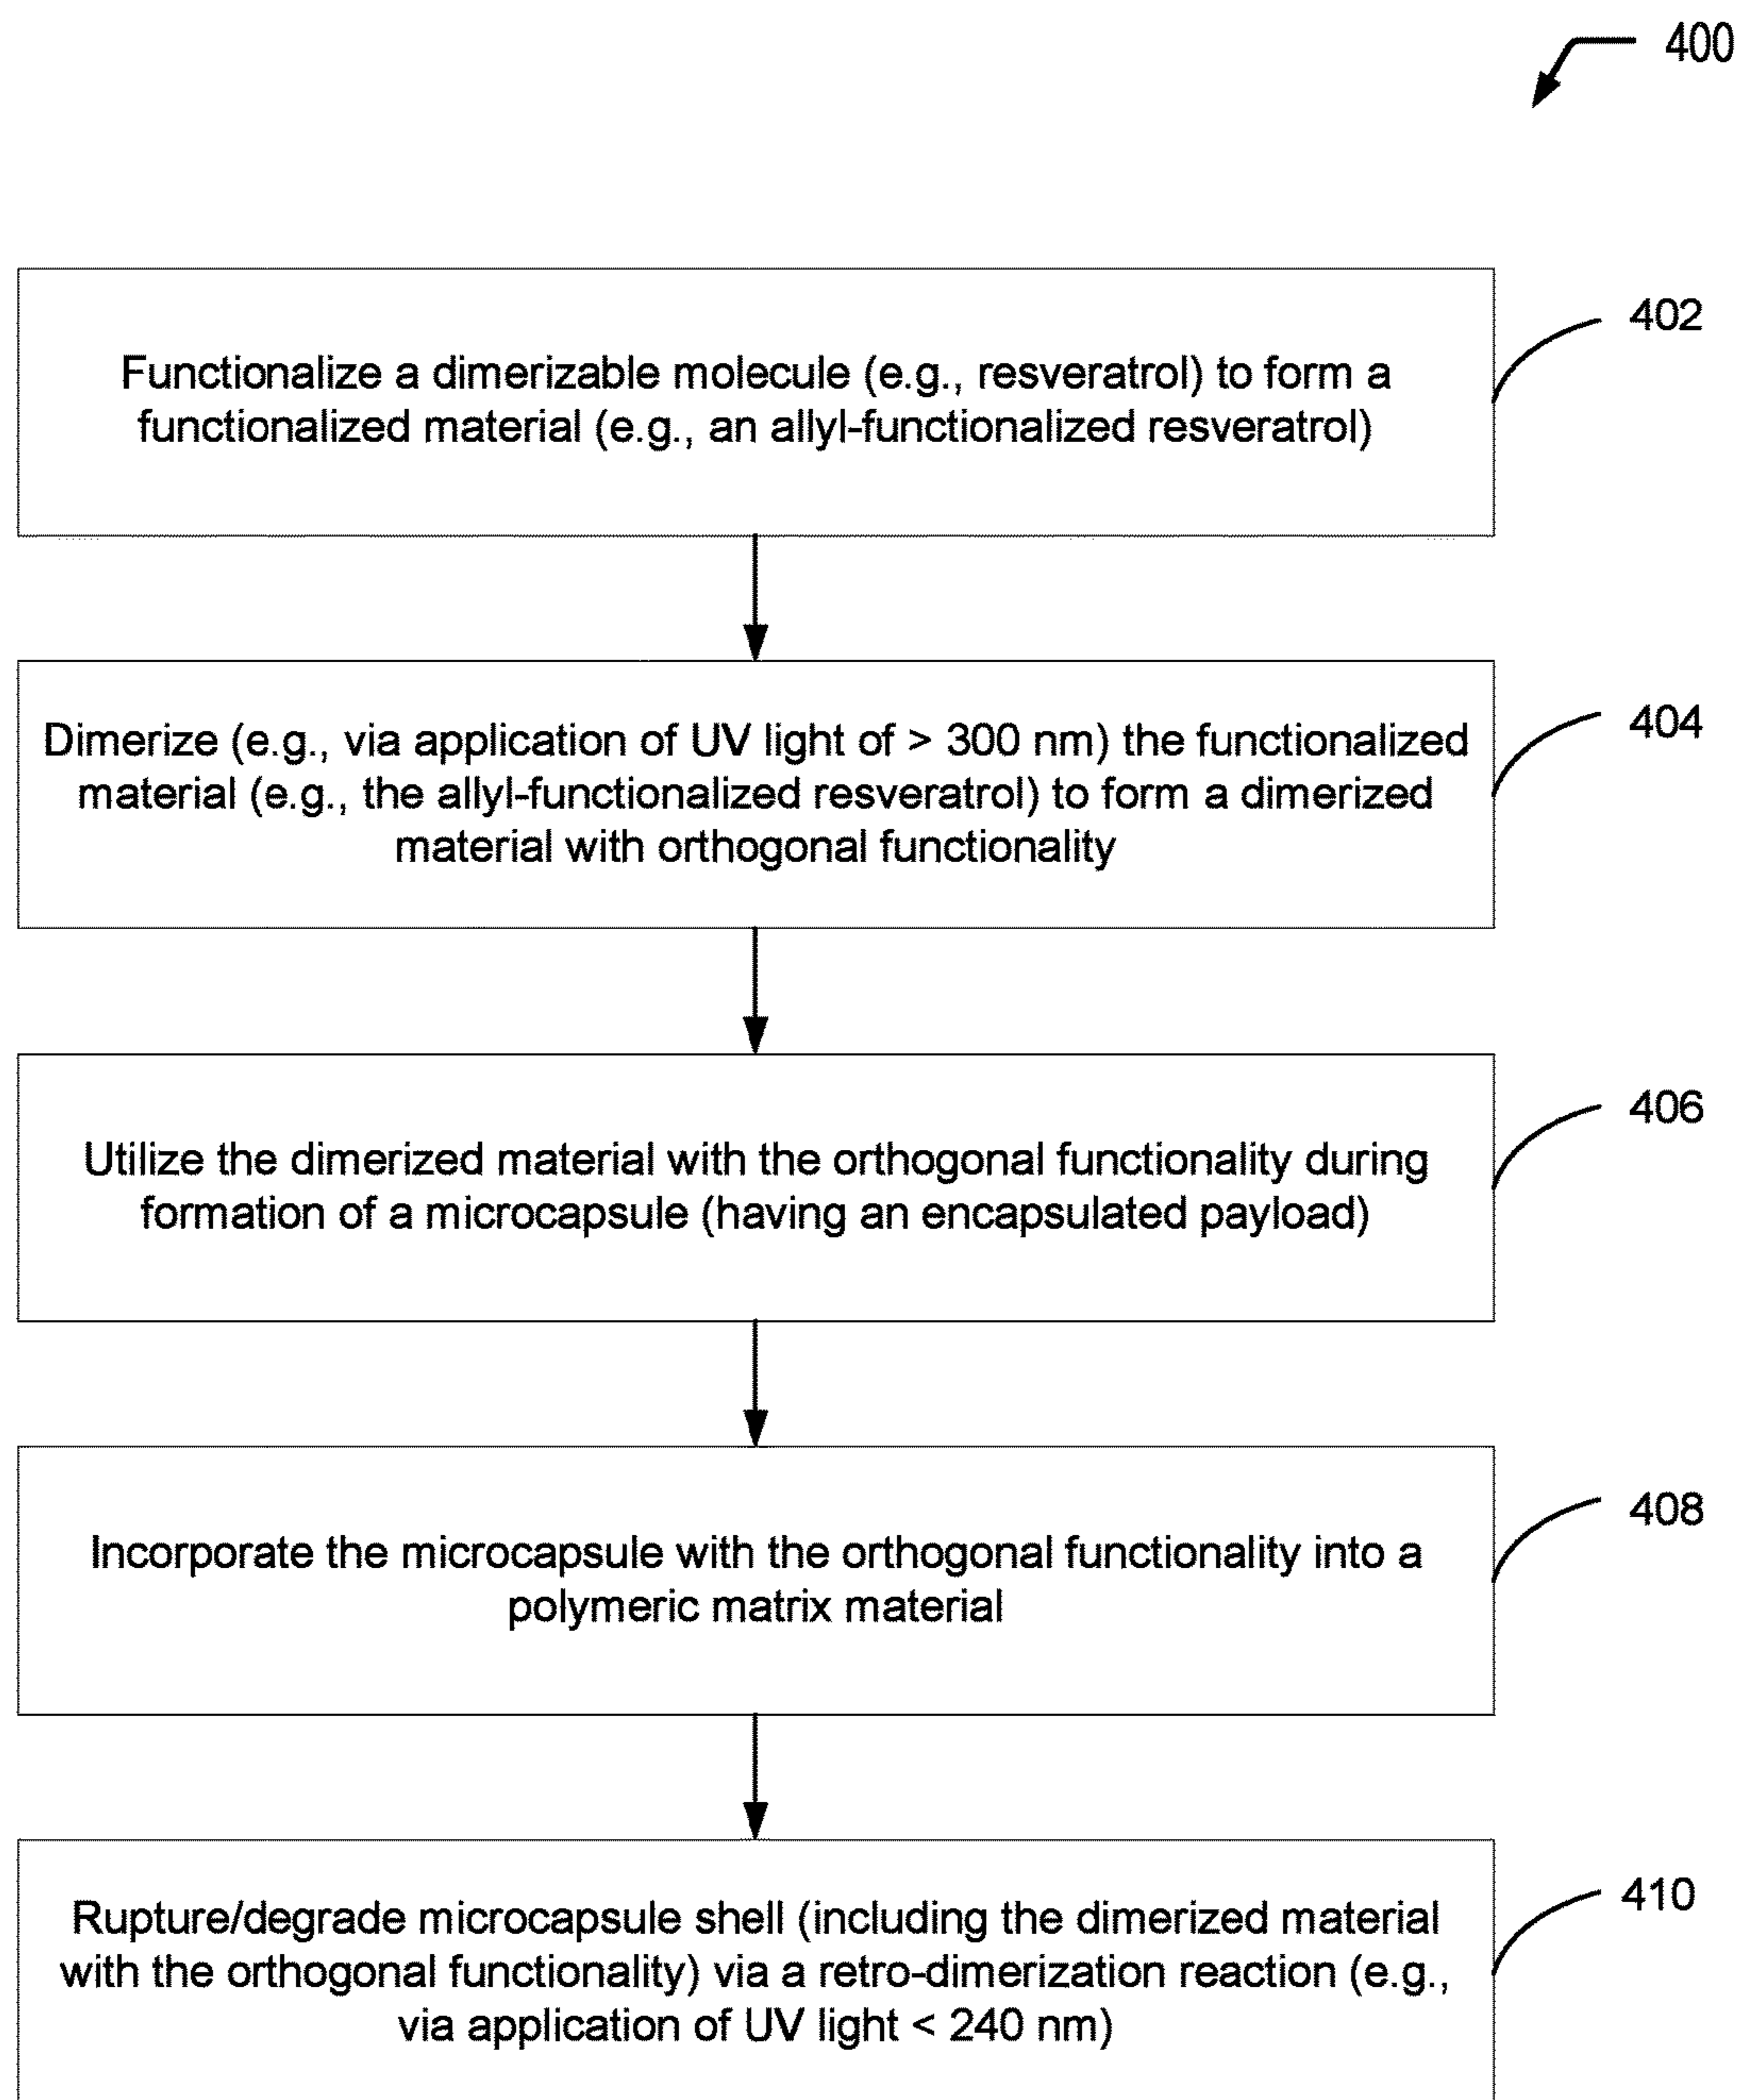 400
Functionalize a dimerizable molecule (e.g., resveratrol) to form a
functionalized material (e.g., an allyl-functionalized resveratrol)
402
Dimerize (e.g., via application of UV light of > 300 nm) the functionalized
material (e.g., the allyl-functionalized resveratrol) to form a dimerized
material with orthogonal functionality
404
Utilize the dimerized material with the orthogonal functionality during
formation of a microcapsule (having an encapsulated payload)
406
Incorporate the microcapsule with the orthogonal functionality into a
polymeric matrix material
408
Rupture/degrade microcapsule shell (including the dimerized material
with the orthogonal functionality) via a retro-dimerization reaction (e.g.,
via application of UV light < 240 nm)
410